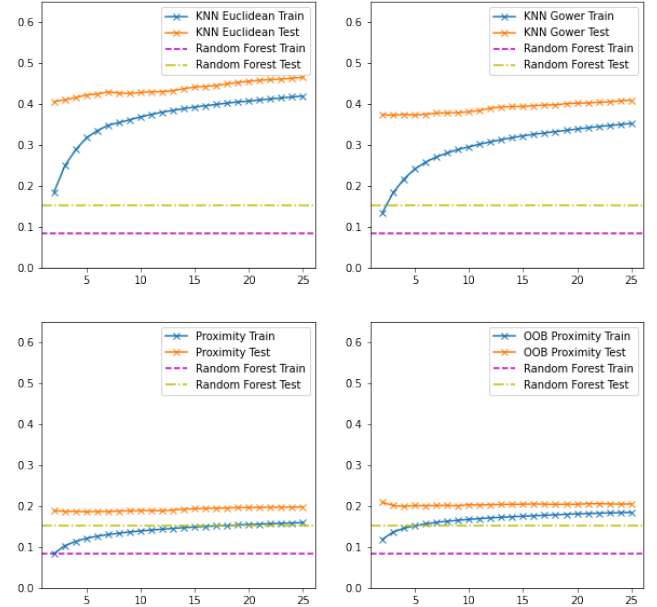 0.6
0.5
0.4
0.3
0.2
0.1
0.0
5 10 15 20 25
KNN Euclidean Train
KNN Euclidean Test
Random Forest Train
Random Forest Test
0.6
0.5
0.4
0.3
0.2
0.1
0.0
5 10 15 20 25
KNN Gower Train
KNN Gower Test
Random Forest Train
Random Forest Test
0.6
0.5
0.4
0.3
0.2
0.1
0.0
5 10 15 20 25
Proximity Train
Proximity Test
Random Forest Train
Random Forest Test
0.6
0.5
0.4
0.3
0.2
0.1
0.0
5 10 15 20 25
OOB Proximity Train
OOB Proximity Test
Random Forest Train
Random Forest Test